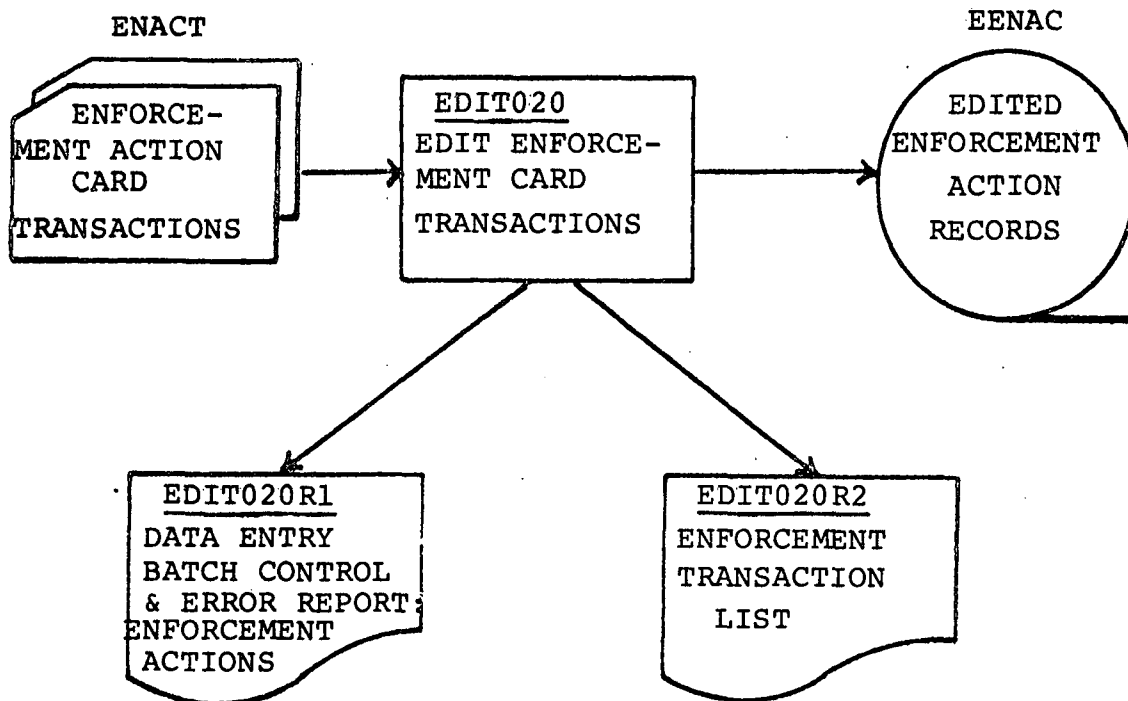 ENACT
ENFORCE-
MENT ACTION
CARD
TRANSACTIONS
EDIT020
EDIT ENFORCE-
MENT CARD
TRANSACTIONS
EENAC
EDITED
ENFORCEMENT
ACTION
RECORDS
EDIT020R1
DATA ENTRY
BATCH CONTROL
& ERROR REPORT:
ENFORCEMENT
ACTIONS
EDIT020R2
ENFORCEMENT
TRANSACTION
LIST